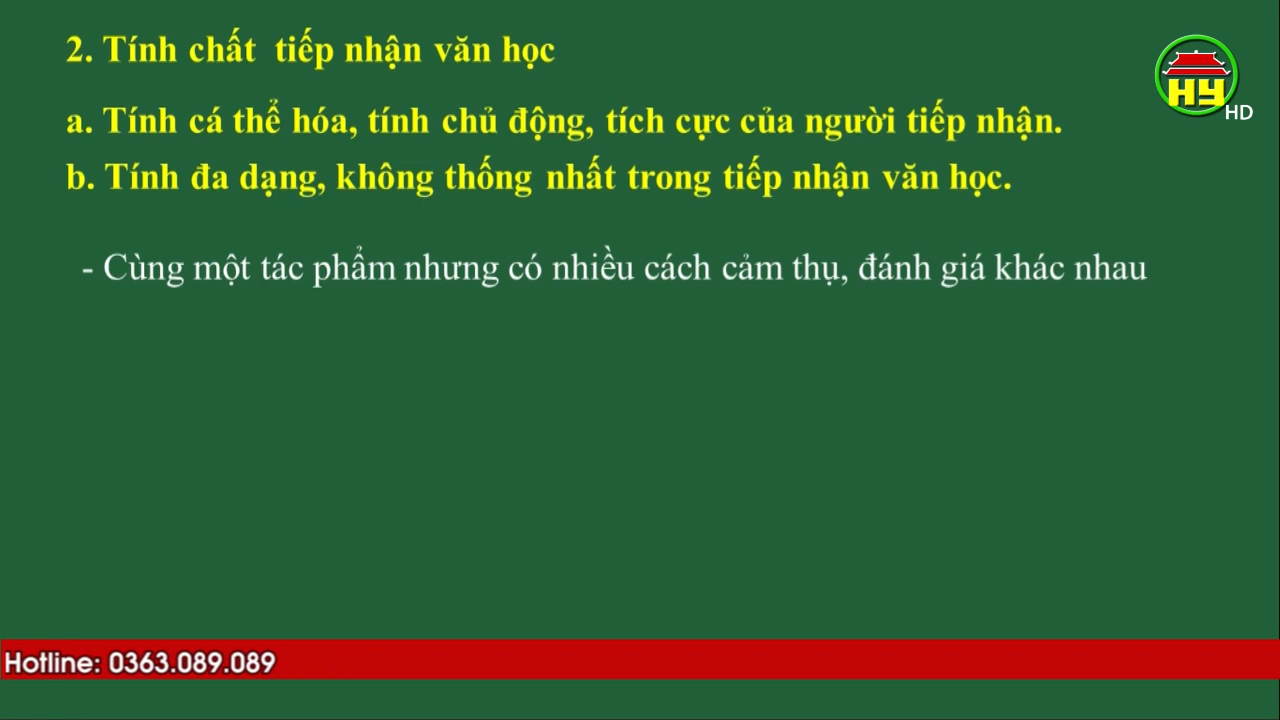 2. Tính chất tiếp nhận văn học
HY HD
a. Tính cá thể hóa, tính chủ động, tích cực của người tiếp nhận.
b. Tính đa dạng, không thống nhất trong tiếp nhận văn học.
- Cùng một tác phẩm nhưng có nhiều cách cảm thụ, đánh giá khác nhau
Hotline: 0363.089.089